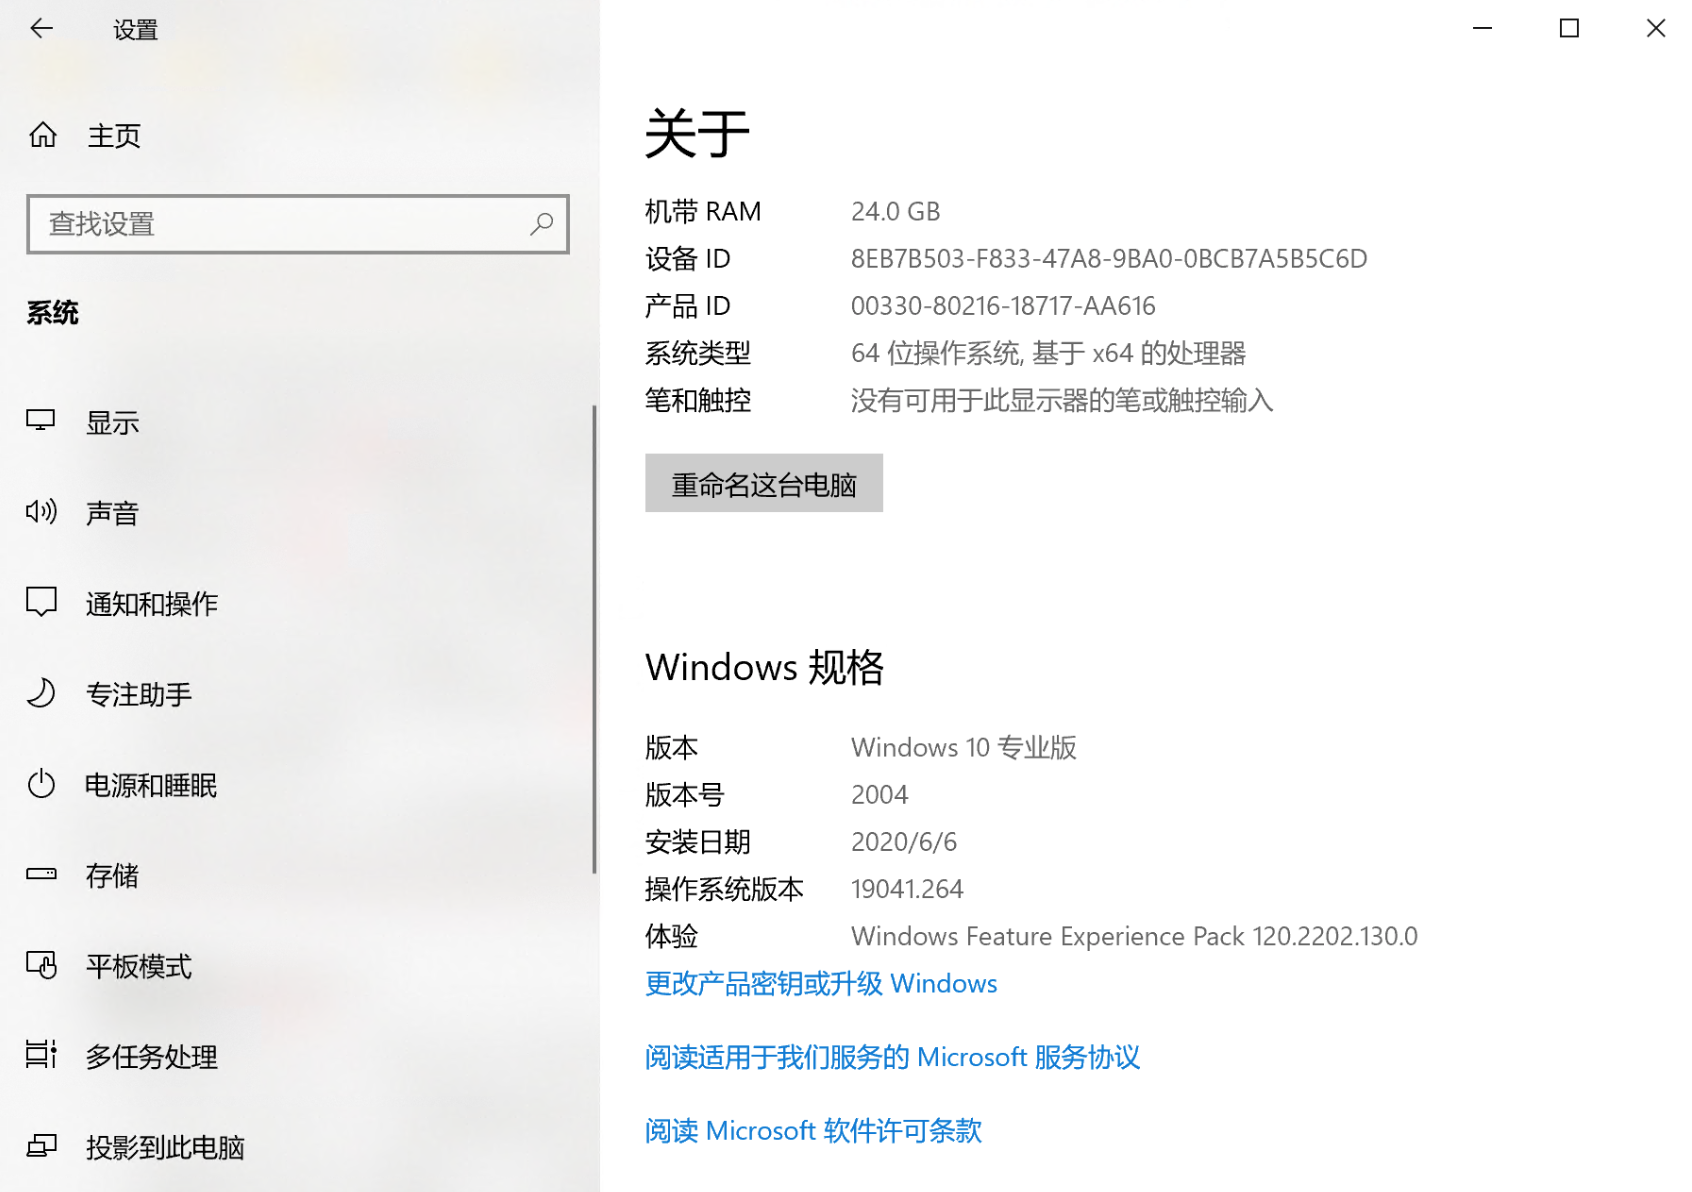 设置
主页
查找设置
系统
显示
声音
通知和操作
专注助手
电源和睡眠
存储
平板模式
多任务处理
投影到此电脑
关于
机带 RAM 24.0 GB
设备 ID 8EB7B503-F833-47A8-9BA0-0BCB7A5B5C6D
产品 ID 00330-80216-18717-AA616
系统类型 64 位操作系统, 基于 x64 的处理器
笔和触控 没有可用于此显示器的笔或触控输入
重命名这台电脑
Windows 规格
版本 Windows 10 专业版
版本号 2004
安装日期 2020/6/6
操作系统版本 19041.264
体验 Windows Feature Experience Pack 120.2202.130.0
更改产品密钥或升级 Windows
阅读适用于我们服务的 Microsoft 服务协议
阅读 Microsoft 软件许可条款